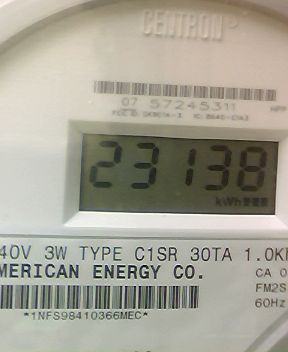 CENTRON
07 57245311
23138
kWh
40V 3W TYPE C1SR 30TA 1.0K
MERICAN ENERGY CO.
CA 0
FM2S
60Hz
*1NFS98410366MEC*